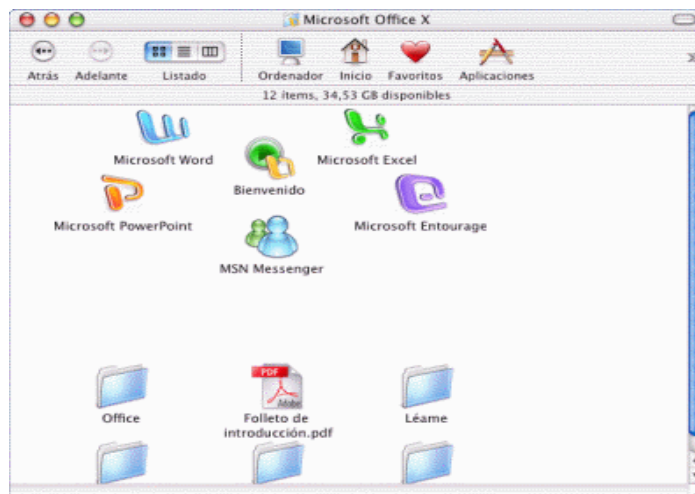 Microsoft Office X
Atrás Adelante Listado Ordenador Inicio Favoritos Aplicaciones
12 items, 34,53 GB disponibles
Microsoft Word
Microsoft Excel
Bienvenido
Microsoft PowerPoint
Microsoft Entourage
MSN Messenger
PDF
Adobe
Office
Folleto de
introducción.pdf
Léame